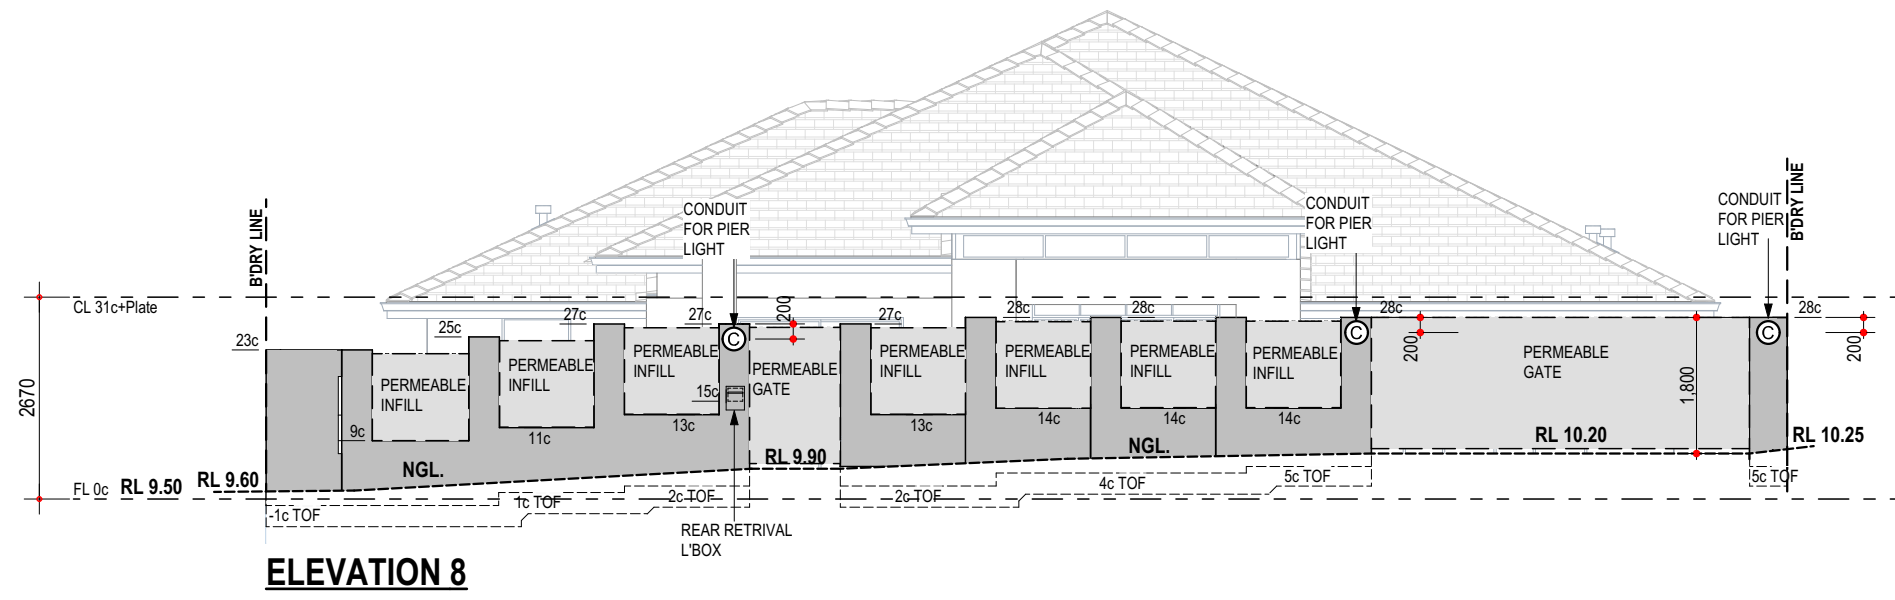 CONDUIT
FOR PIER
LIGHT
CONDUIT
FOR PIER
LIGHT
CONDUIT
FOR PIER
LIGHT
B'DRY LINE
B'DRY LINE
CL 31c+Plate
2670
23c
25c
27c
27c
200
27c
28c
28c
28c
200
28c
200
C
C
C
PERMEABLE
INFILL
PERMEABLE
INFILL
PERMEABLE
INFILL
PERMEABLE
GATE
PERMEABLE
INFILL
PERMEABLE
INFILL
PERMEABLE
INFILL
PERMEABLE
INFILL
PERMEABLE
GATE
1,800
15c
9c
11c
13c
13c
14c
14c
14c
NGL.
NGL.
RL 9.90
RL 10.20
RL 10.25
FL 0c
RL 9.50
RL 9.60
-1c TOF
1c TOF
2c TOF
2c TOF
4c TOF
5c TOF
5c TOF
REAR RETRIVAL
L'BOX
ELEVATION 8